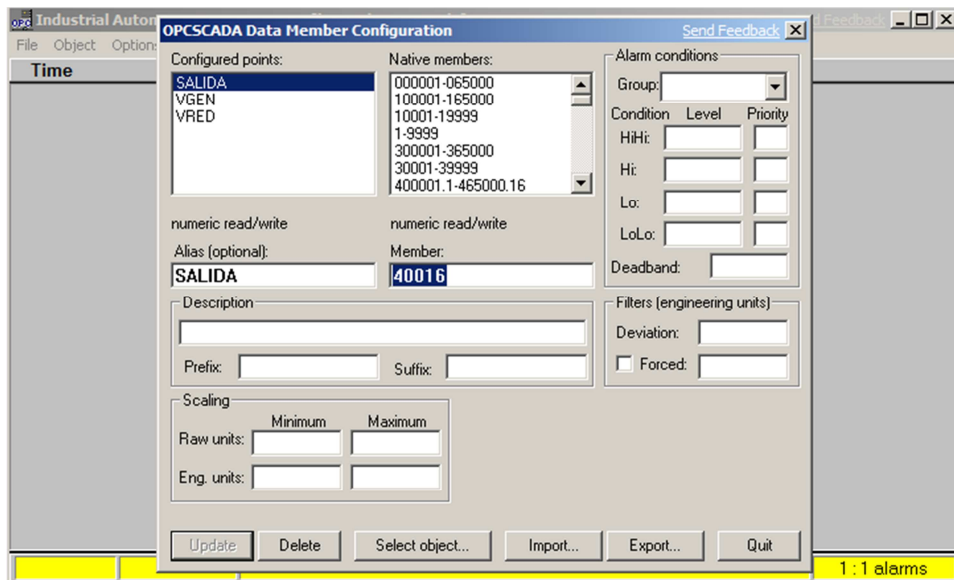 OPC Industrial Autom
d Feedback
File Object Options
Time
OPCSCADA Data Member Configuration Send Feedback
Configured points:
SALIDA
VGEN
VRED
Native members:
000001-065000
100001-165000
10001-19999
1-9999
300001-365000
30001-39999
400001.1-465000.16
numeric read/write
numeric read/write
Alias (optional):
SALIDA
Member:
40016
Description
Prefix:
Suffix:
Scaling
Minimum Maximum
Raw units:
Eng. units:
Alarm conditions
Group:
Condition Level Priority
HiHi:
Hi:
Lo:
LoLo:
Deadband:
Filters (engineering units)
Deviation:
Forced:
Update Delete Select object... Import... Export... Quit
1 : 1 alarms